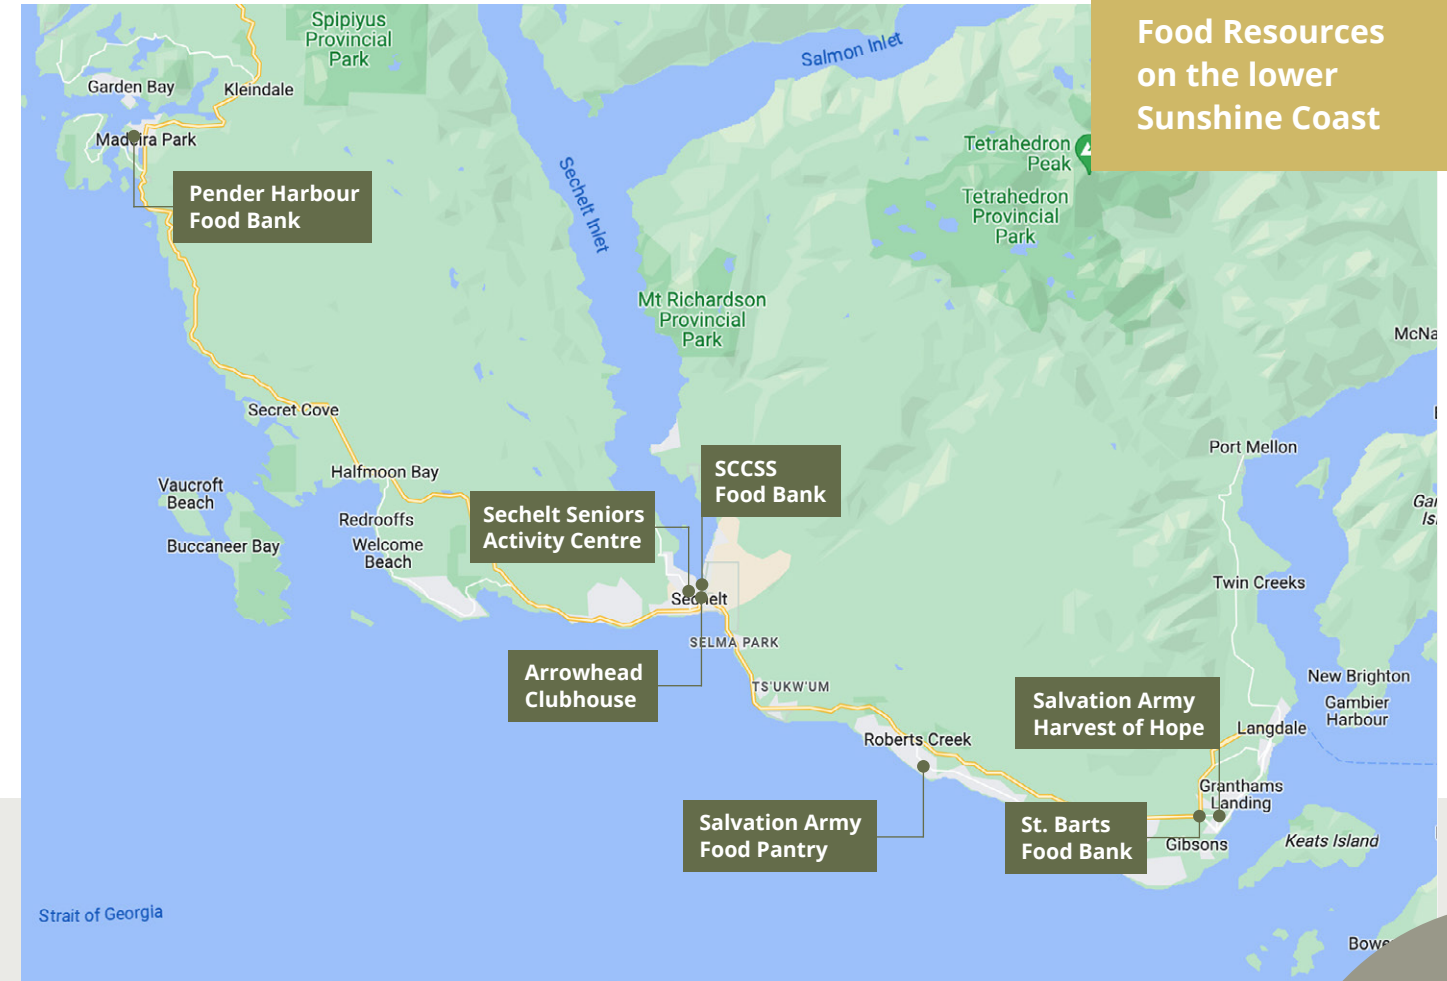 Food Resources
on the lower
Sunshine Coast
Spipiyus
Provincial
Park
Salmon Inlet
Garden Bay
Kleindale
Madeira Park
Tetrahedron
Peak
Sechelt Inlet
Pender Harbour
Food Bank
Tetrahedron
Provincial
Park
Mt Richardson
Provincial
Park
Secret Cove
Port Mellon
Halfmoon Bay
SCCSS
Food Bank
Vaucroft
Beach
Redrooffs
Sechelt Seniors
Activity Centre
Buccaneer Bay
Welcome
Beach
Twin Creeks
Sechelt
SELMA PARK
Arrowhead
Clubhouse
TS'UKW'UM
New Brighton
Salvation Army
Harvest of Hope
Gambier
Harbour
Roberts Creek
Langdale
Granthams
Landing
Salvation Army
Food Pantry
St. Barts
Food Bank
Gibsons
Keats Island
Strait of Georgia